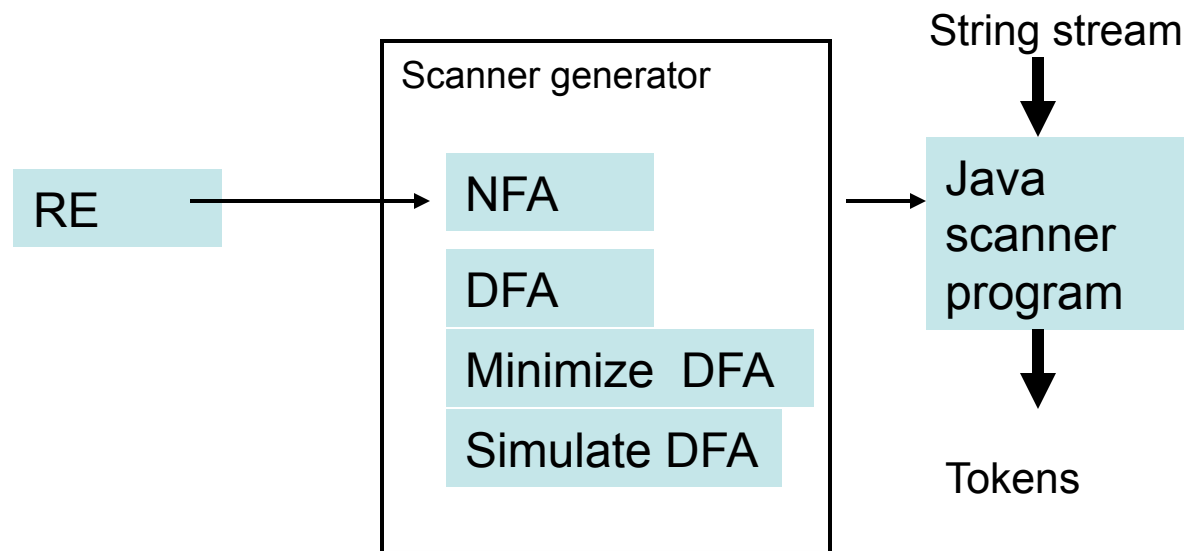 String stream
Scanner generator
RE
NFA
DFA
Minimize DFA
Simulate DFA
Java
scanner
program
Tokens